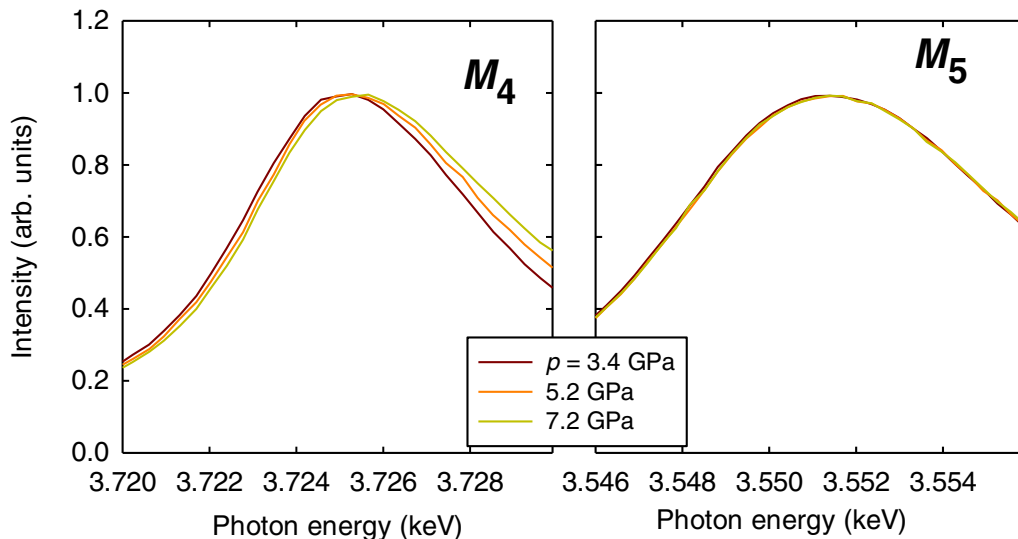 1.2
1.0
0.8
0.6
0.4
0.2
0.0
Intensity (arb. units)
M4
M5
p = 3.4 GPa
5.2 GPa
7.2 GPa
3.720 3.722 3.724 3.726 3.728
3.546 3.548 3.550 3.552 3.554
Photon energy (keV)
Photon energy (keV)